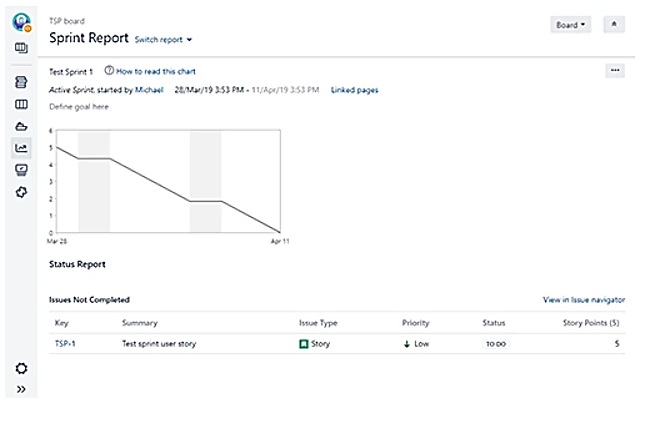 TSP board
Sprint Report Switch report
Board
Test Sprint 1 How to read this chart
Active Sprint, started by Michael 28/Mar/19 3:53 PM - 11/Apr/19 3:53 PM Linked pages
Define goal here
6
5
4
3
2
1
0
Mar 28 Apr 11
Status Report
Issues Not Completed View in Issue navigator
Key Summary Issue Type Priority Status Story Points (5)
TSP-1 Test sprint user story Story Low TO DO 5